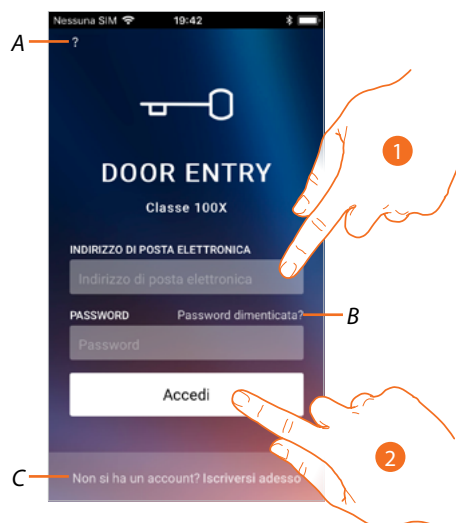 Nessuna SIM 19:42
A ?
DOOR ENTRY
Classe 100X
1
INDIRIZZO DI POSTA ELETTRONICA
Indirizzo di posta elettronica
PASSWORD Password dimenticata? B
Password
Accedi
2
C Non si ha un account? Iscriversi adesso